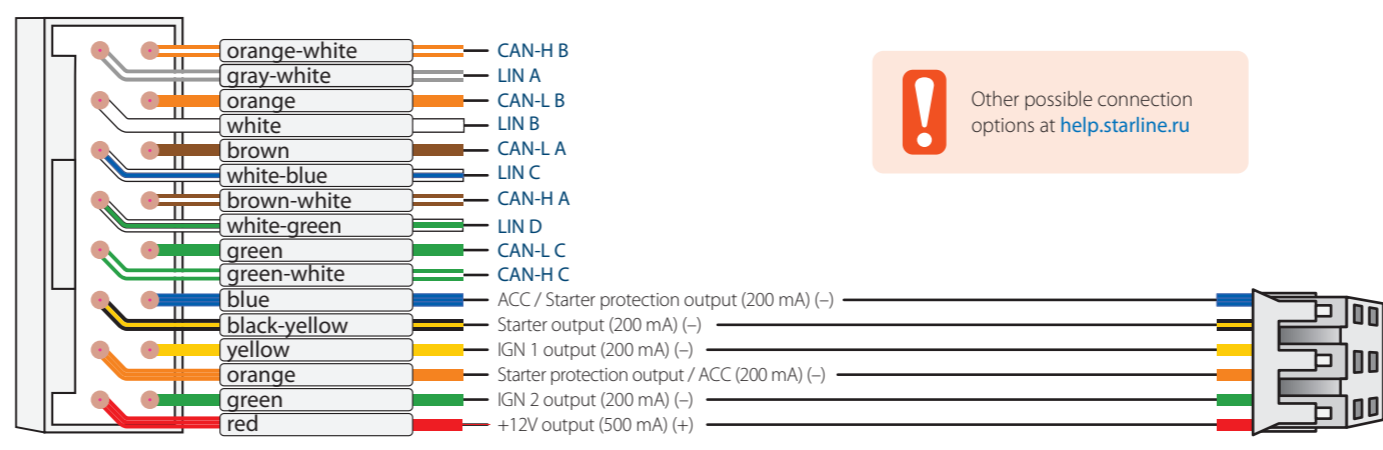 orange-white CAN-H B
gray-white LIN A
orange CAN-L B
white LIN B
brown CAN-L A
white-blue LIN C
brown-white CAN-H A
white-green LIN D
green CAN-L C
green-white CAN-H C
blue ACC / Starter protection output (200 mA) (–)
black-yellow Starter output (200 mA) (–)
yellow IGN 1 output (200 mA) (–)
orange Starter protection output / ACC (200 mA) (–)
green IGN 2 output (200 mA) (–)
red +12V output (500 mA) (+)
Other possible connection
options at help.starline.ru